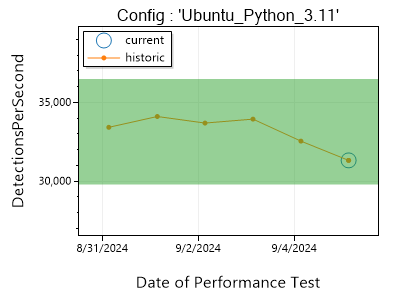 Config : 'Ubuntu_Python_3.11'
current
historic
DetectionsPerSecond
35,000
30,000
8/31/2024
9/2/2024
9/4/2024
Date of Performance Test